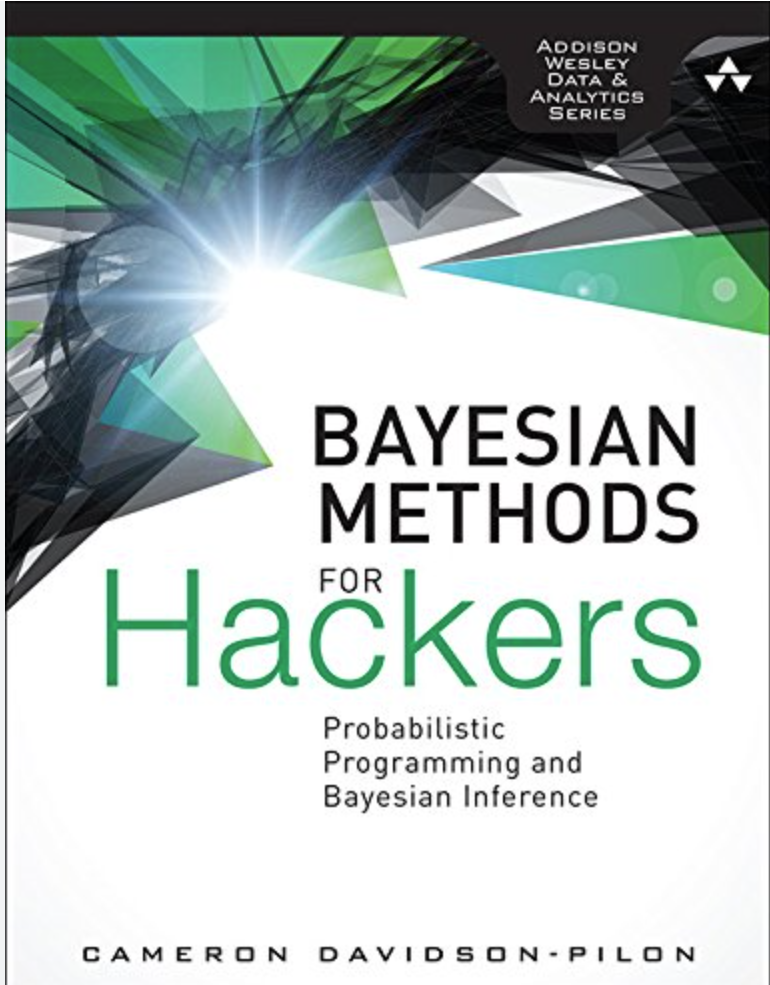 ADDISON
WESLEY
DATA &
ANALYTICS
SERIES
BAYESIAN
METHODS
FOR
Hackers
Probabilistic
Programming and
Bayesian Inference
CAMERON DAVIDSON-PILON